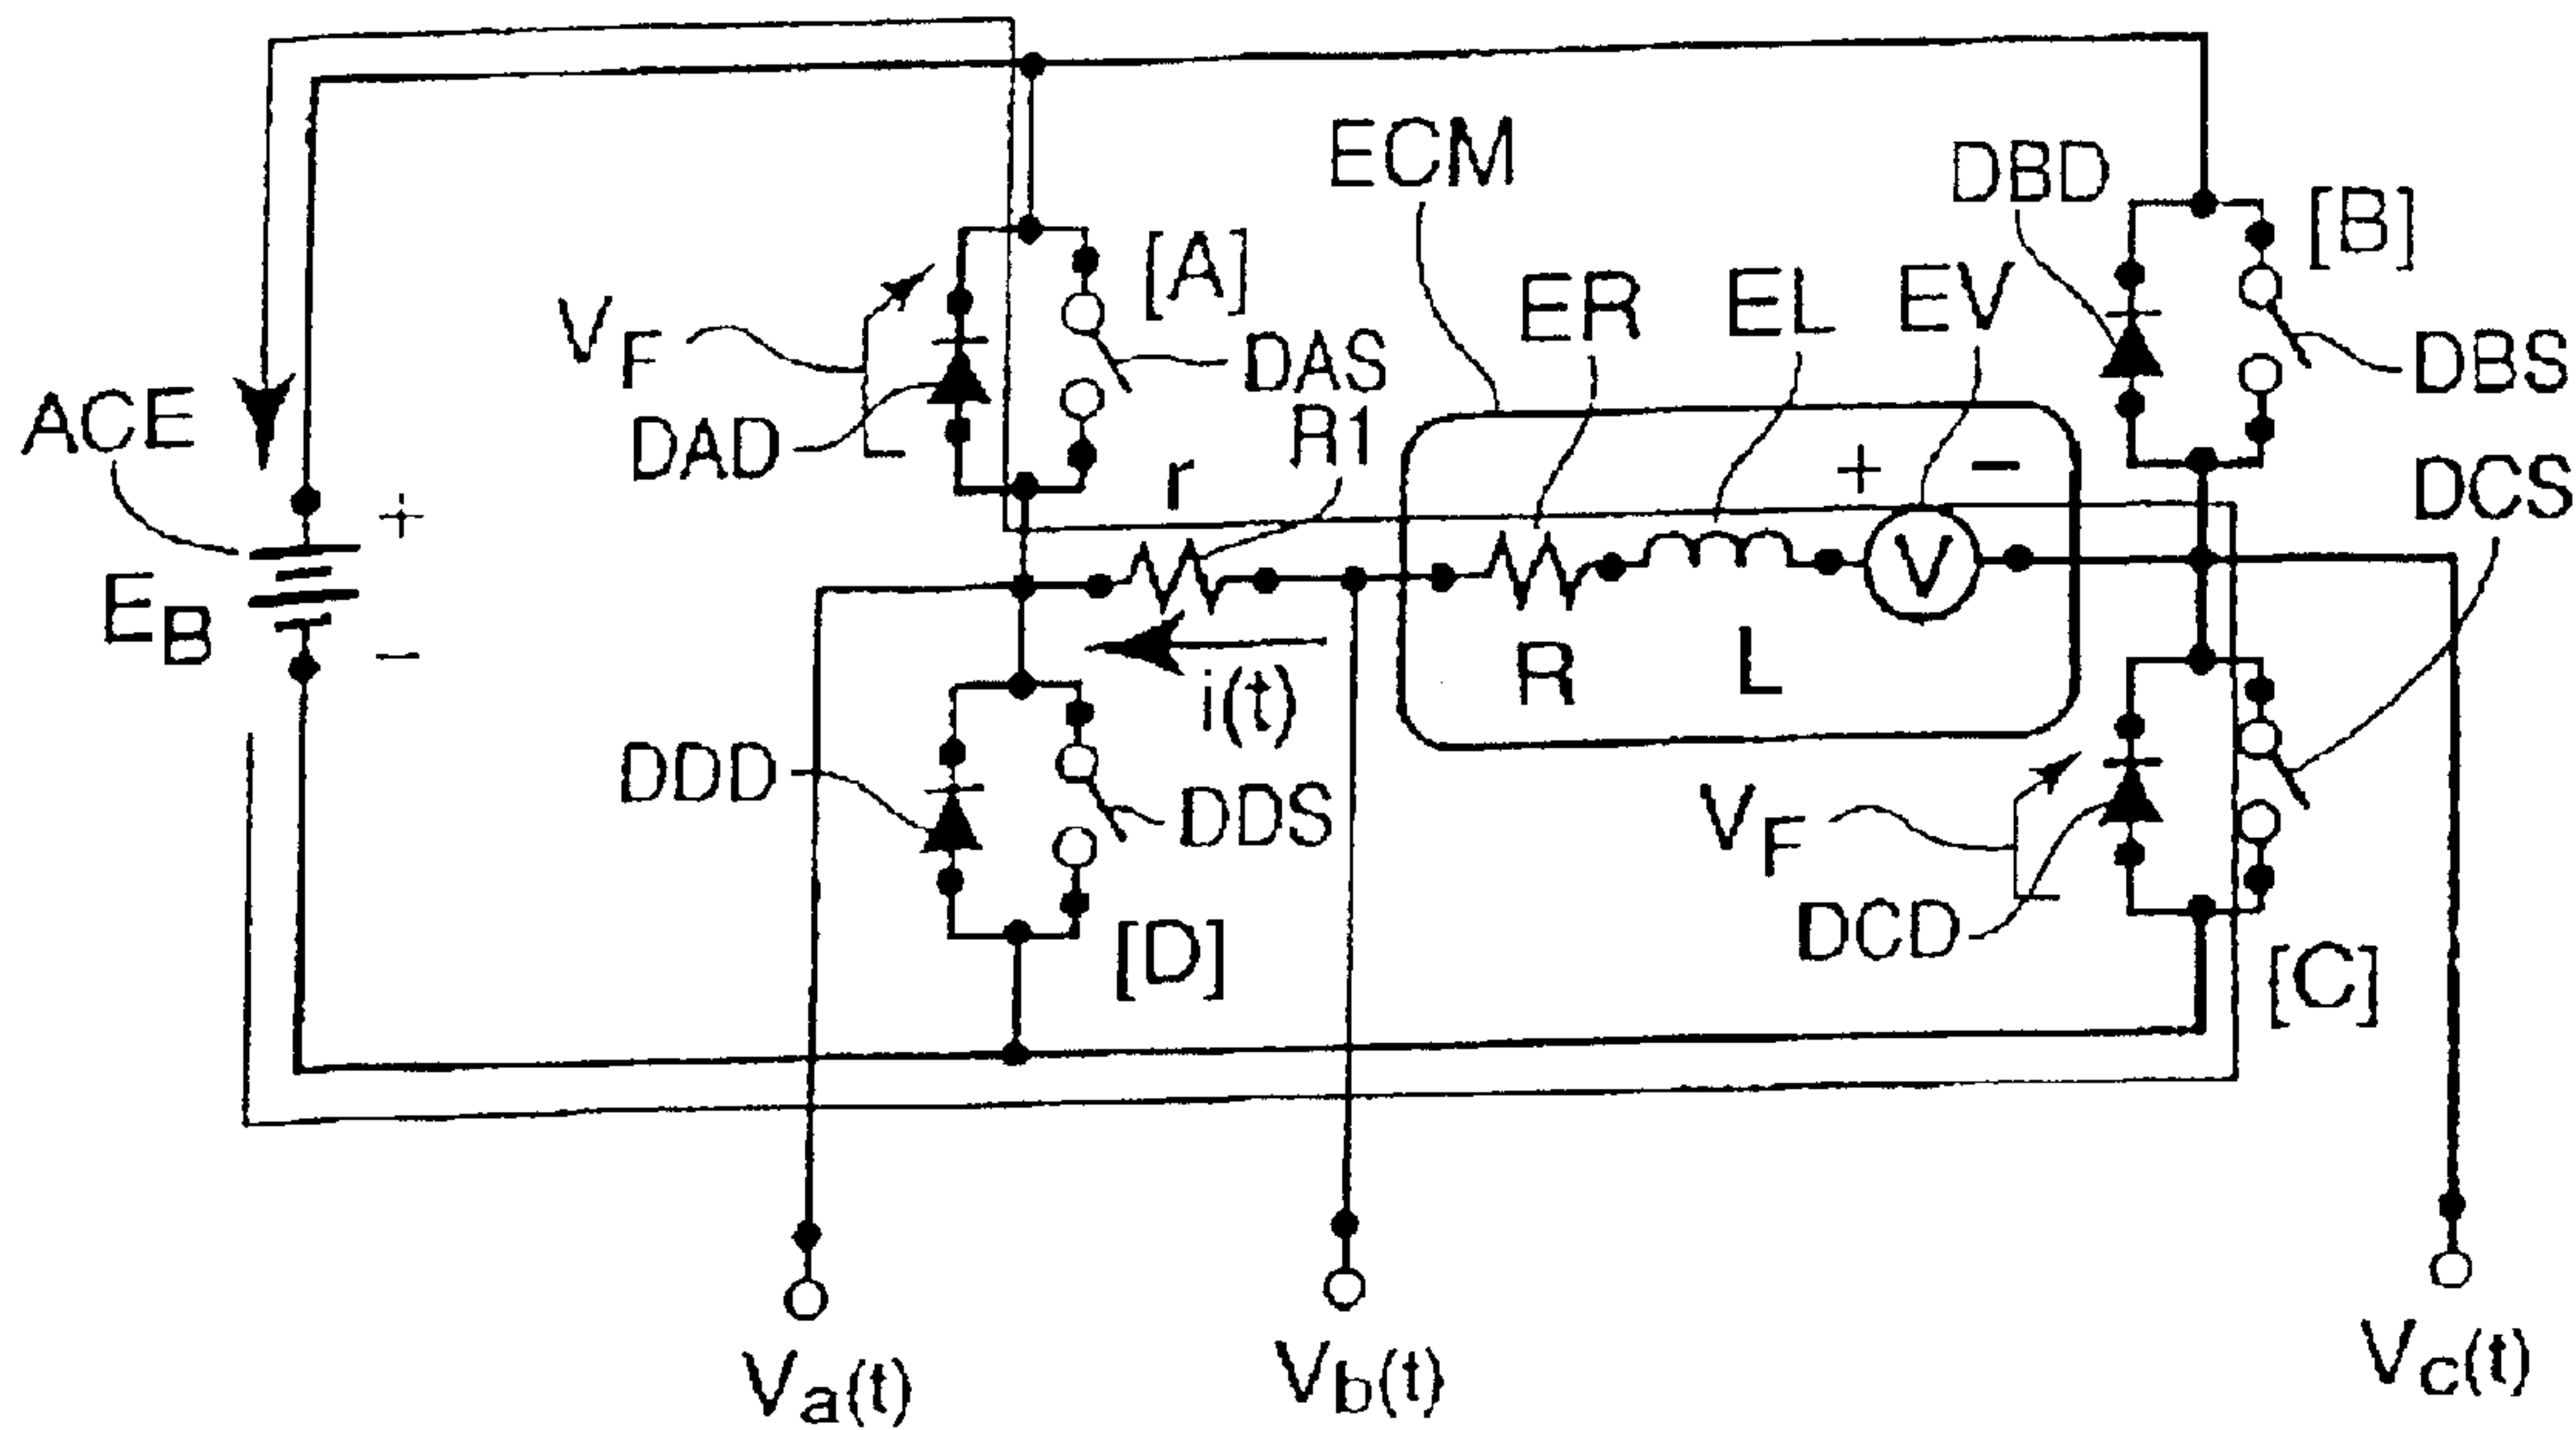 ECM
DBD
[B]
[A]
VF
ER
EL
EV
DAS
DBS
ACE
DAD
R1
r
+
−
DCS
+
EB
V
−
R
L
i(t)
DDD
DDS
VF
[D]
DCD
[C]
Va(t)
Vb(t)
Vc(t)